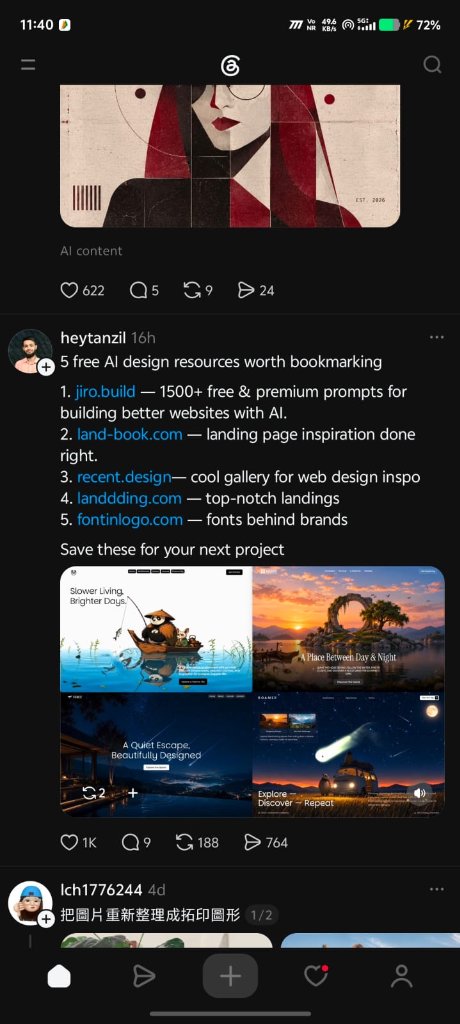 11:40
Vo NR
49.6 KB/s
5G
72%
EST. 2036
AI content
622
5
9
24
heytanzil 16h
5 free AI design resources worth bookmarking
1. jiro.build — 1500+ free & premium prompts for
building better websites with AI.
2. land-book.com — landing page inspiration done
right.
3. recent.design— cool gallery for web design inspo
4. landdding.com — top-notch landings
5. fontinlogo.com — fonts behind brands
Save these for your next project
Slower Living,
Brighter Days.
A Place Between Day & Night
A Quiet Escape,
Beautifully Designed
ROAMEX
Explore —
Discover — Repeat
2
1K
9
188
764
lch1776244 4d
把圖片重新整理成拓印圖形 1/2